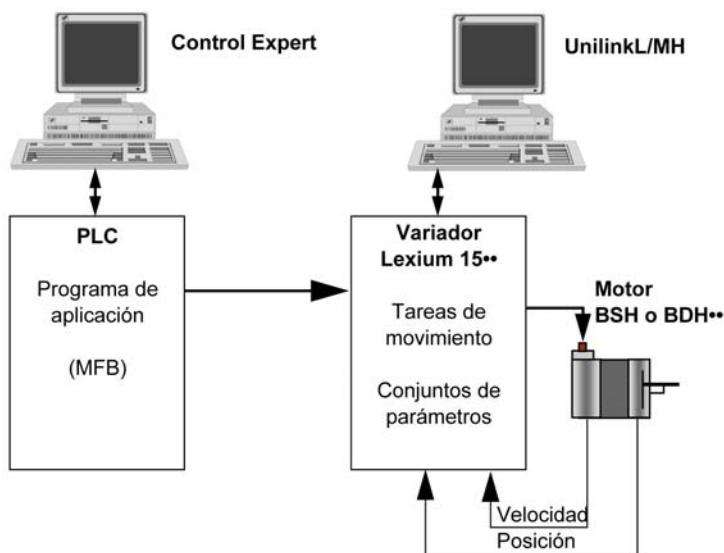 Control Expert
UnilinkL/MH
PLC
Programa de
aplicación
(MFB)
Variador
Lexium 15••
Tareas de
movimiento
Conjuntos de
parámetros
Motor
BSH o BDH••
Velocidad
Posición